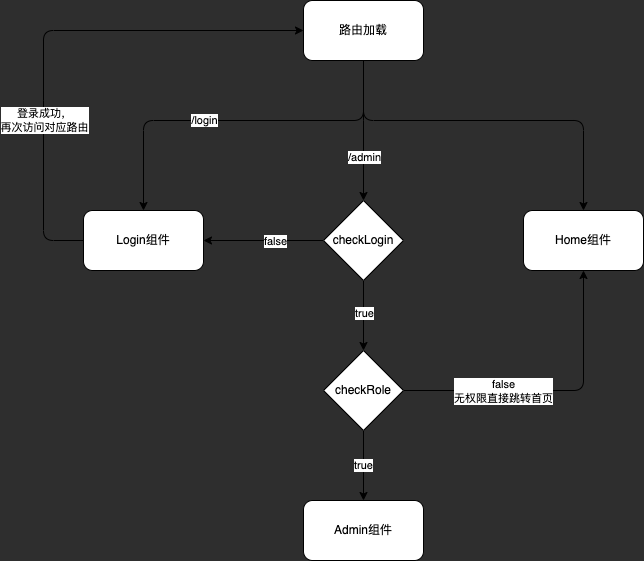 路由加载
登录成功，
再次访问对应路由
/login
/admin
Login组件
false
checkLogin
Home组件
true
checkRole
false
无权限直接跳转首页
true
Admin组件